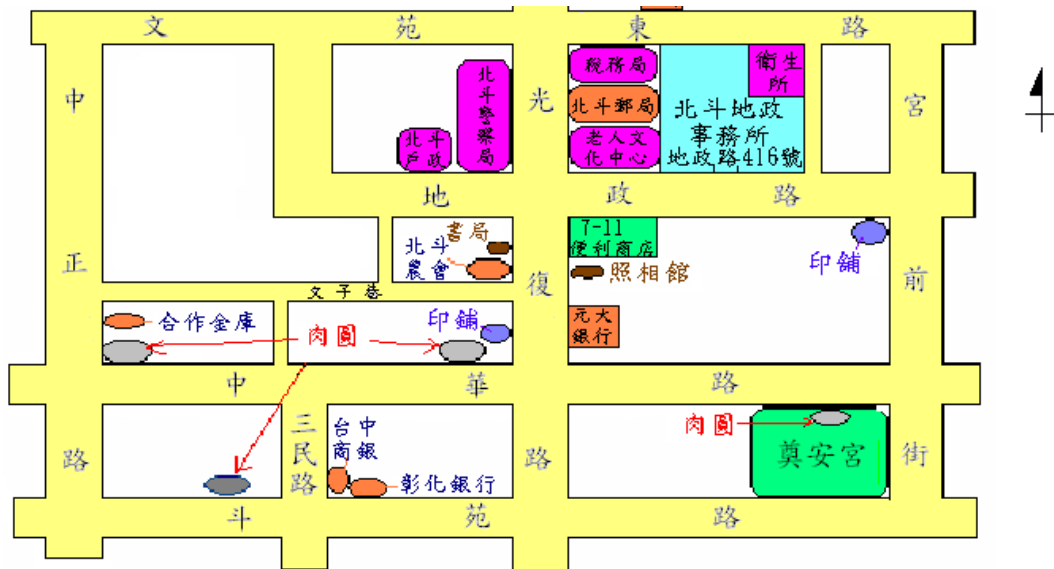 文苑東路
中正路
光復路
宮前街
稅務局
衛生
所
北斗郵局
北斗地政
事務所
地政路416號
老人文
化中心
北斗警察局
北斗
戶政
地政路
7-11
便利商店
書局
北斗
農會
照相館
印鋪
文子巷
元大
銀行
合作金庫
肉圓
印鋪
中華路
三民路
台中
商銀
彰化銀行
肉圓
奠安宮
斗苑路